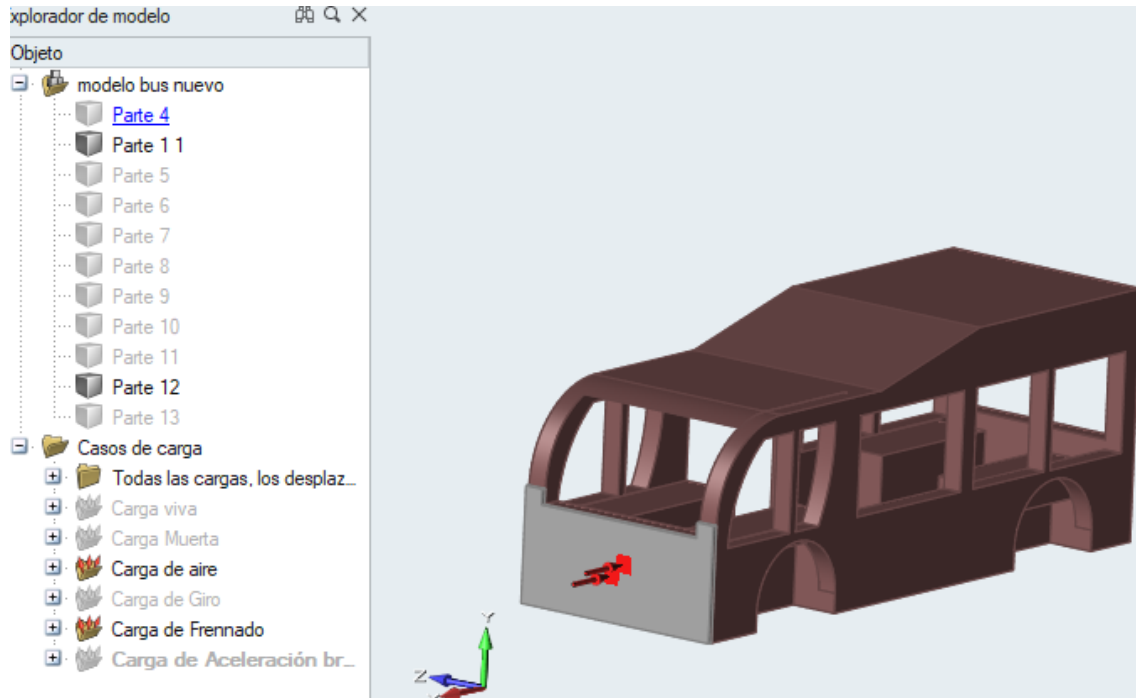 xplorador de modelo
Objeto
modelo bus nuevo
Parte 4
Parte 1 1
Parte 5
Parte 6
Parte 7
Parte 8
Parte 9
Parte 10
Parte 11
Parte 12
Parte 13
Casos de carga
Todas las cargas, los desplaz...
Carga viva
Carga Muerta
Carga de aire
Carga de Giro
Carga de Frennado
Carga de Aceleración br...
Y
Z